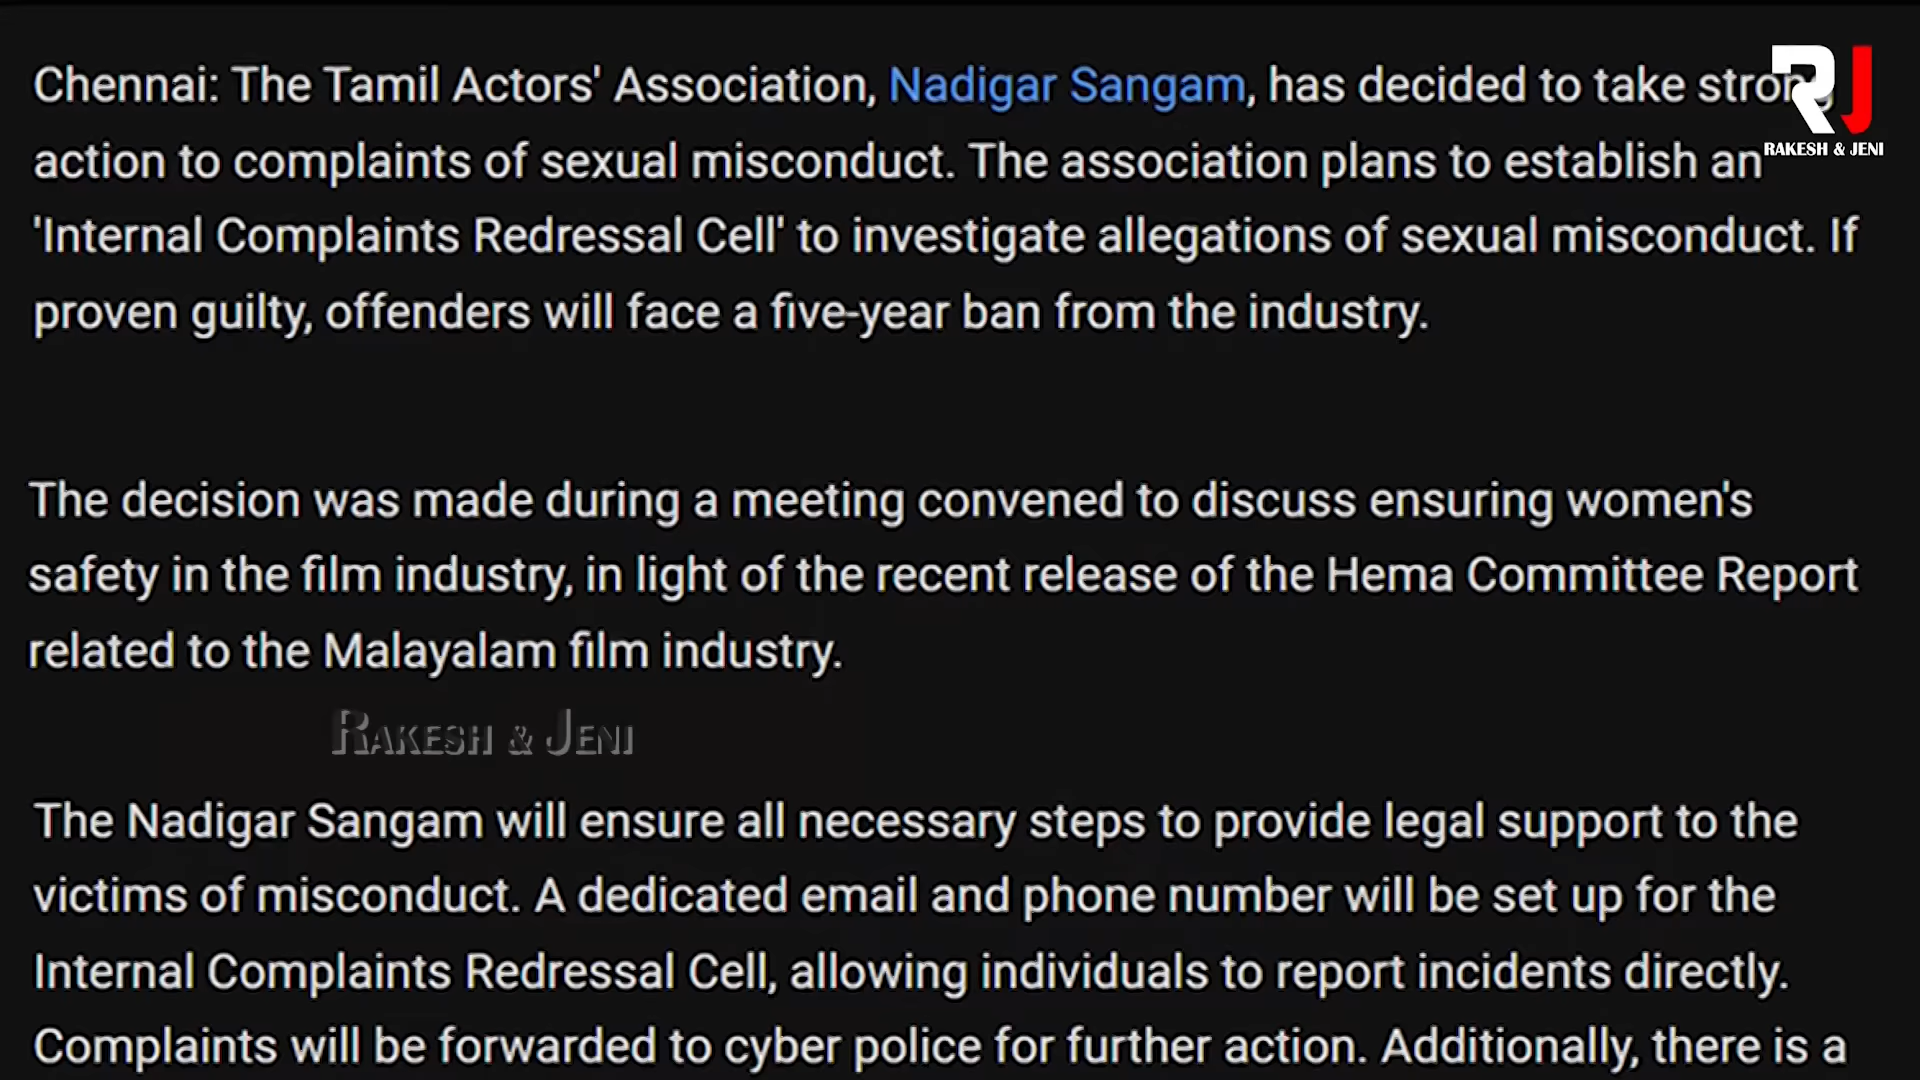 Chennai: The Tamil Actors' Association, Nadigar Sangam, has decided to take strong
action to complaints of sexual misconduct. The association plans to establish an
'Internal Complaints Redressal Cell' to investigate allegations of sexual misconduct. If
proven guilty, offenders will face a five-year ban from the industry.
The decision was made during a meeting convened to discuss ensuring women's
safety in the film industry, in light of the recent release of the Hema Committee Report
related to the Malayalam film industry.
The Nadigar Sangam will ensure all necessary steps to provide legal support to the
victims of misconduct. A dedicated email and phone number will be set up for the
Internal Complaints Redressal Cell, allowing individuals to report incidents directly.
Complaints will be forwarded to cyber police for further action. Additionally, there is a
RJ
RAKESH & JENI
RAKESH & JENI